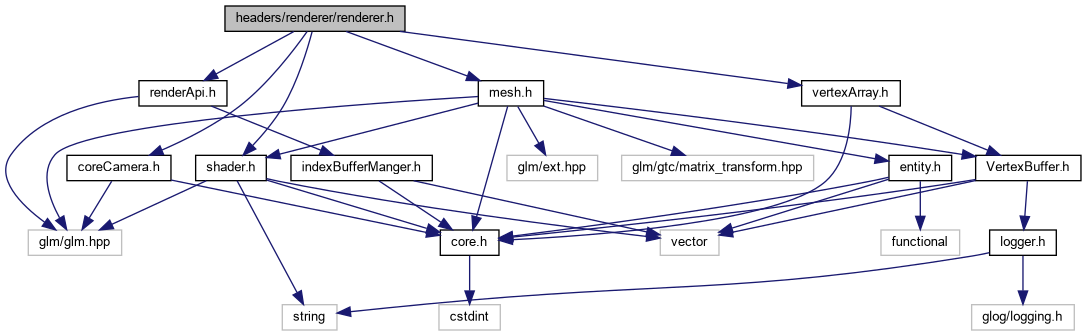 headers/renderer/renderer.h
renderApi.h
mesh.h
vertexArray.h
coreCamera.h
shader.h
indexBufferManger.h
glm/ext.hpp
glm/gtc/matrix_transform.hpp
entity.h
VertexBuffer.h
glm/glm.hpp
core.h
vector
functional
logger.h
string
cstdint
glog/logging.h